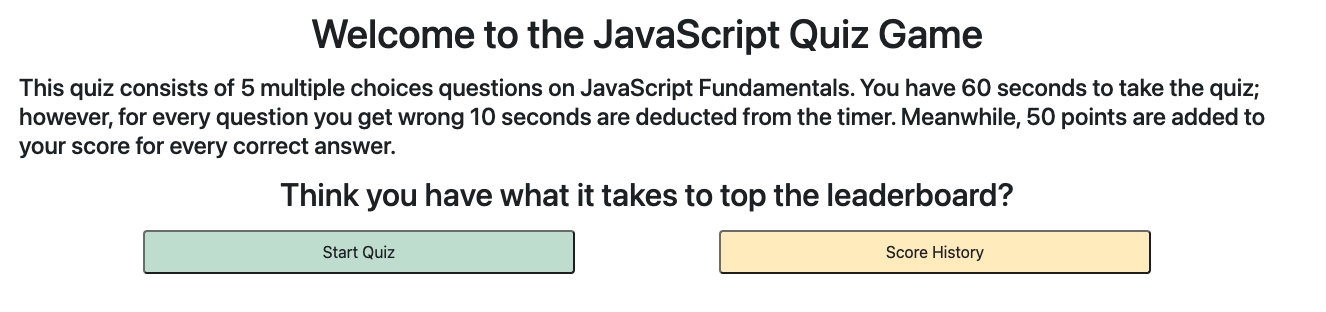 Welcome to the JavaScript Quiz Game
This quiz consists of 5 multiple choices questions on JavaScript Fundamentals. You have 60 seconds to take the quiz;
however, for every question you get wrong 10 seconds are deducted from the timer. Meanwhile, 50 points are added to
your score for every correct answer.
Think you have what it takes to top the leaderboard?
Start Quiz
Score History